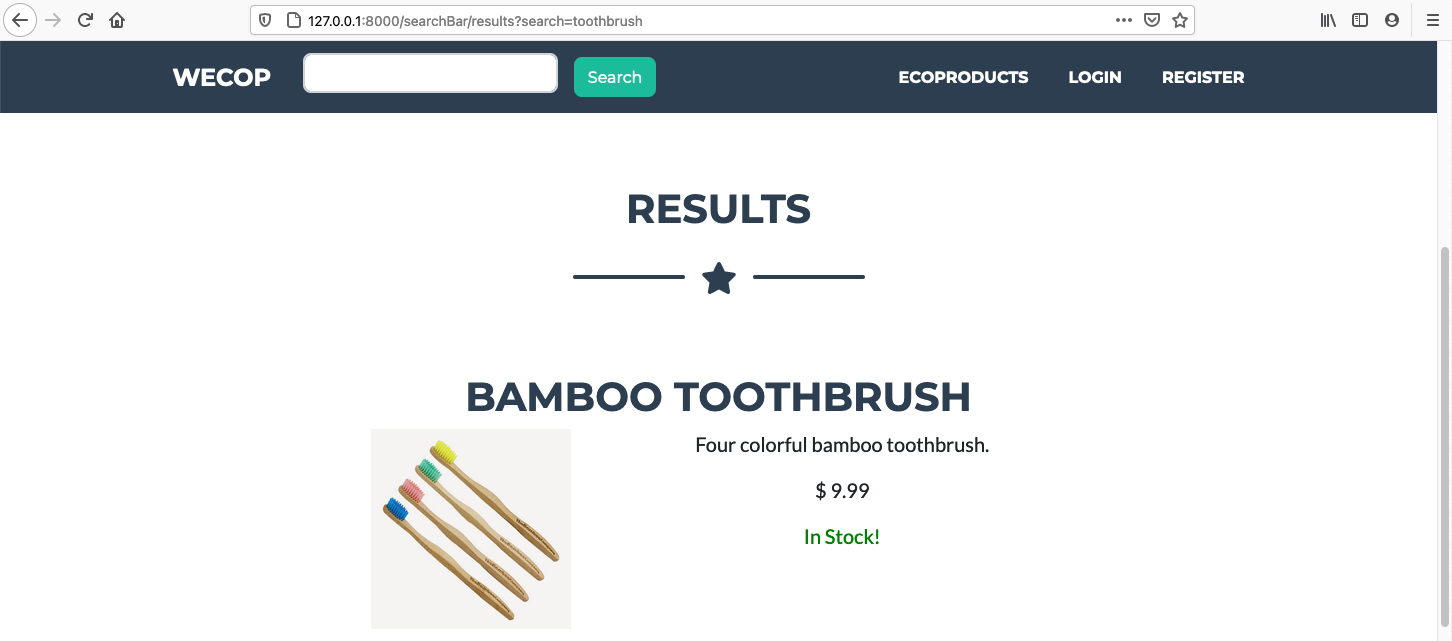 127.0.0.1:8000/searchBar/results?search=toothbrush
WECOP Search ECOPRODUCTS LOGIN REGISTER
RESULTS
BAMBOO TOOTHBRUSH
Four colorful bamboo toothbrush.
$ 9.99
In Stock!